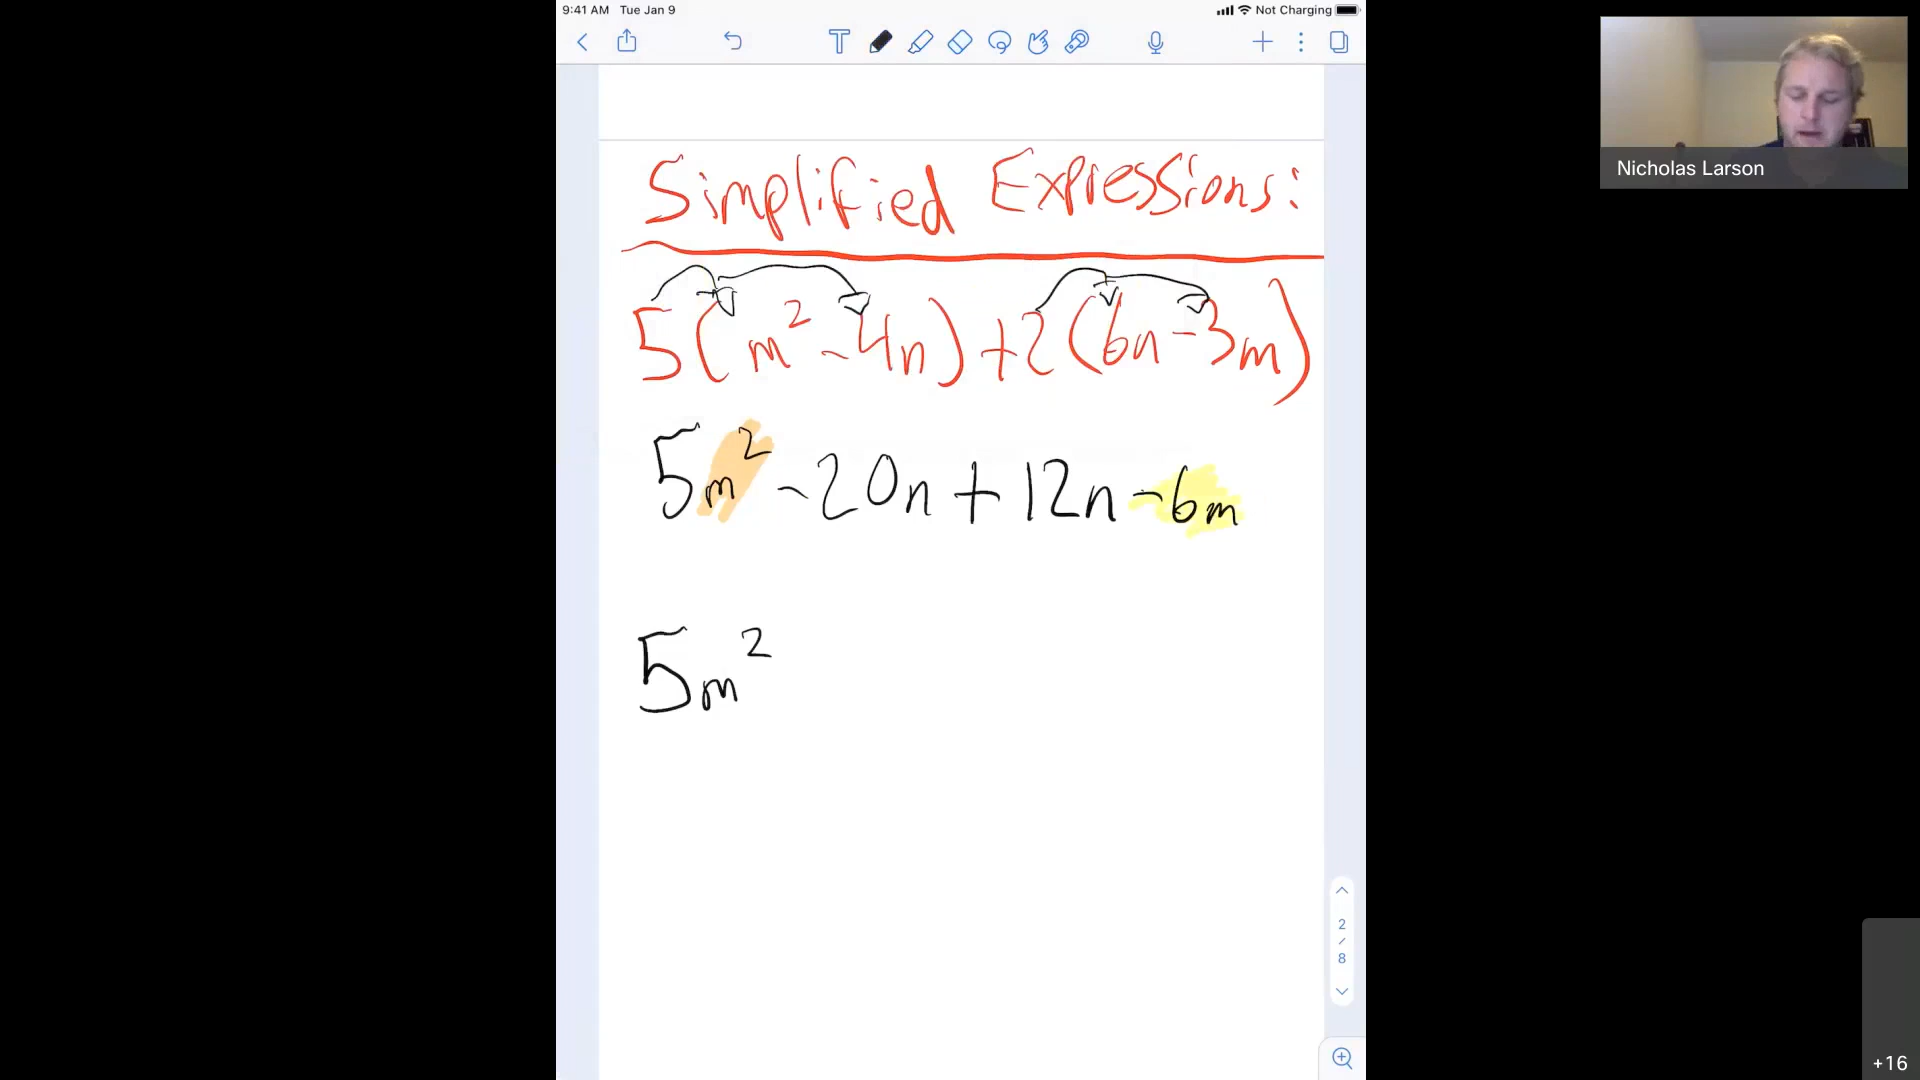 9:41 AM Tue Jan 9 Not Charging
Nicholas Larson
Simplified Expressions:
5(m² - 4n) + 2(6n - 3m)
5m² - 20n + 12n - 6m
5m²
2 / 8
+16